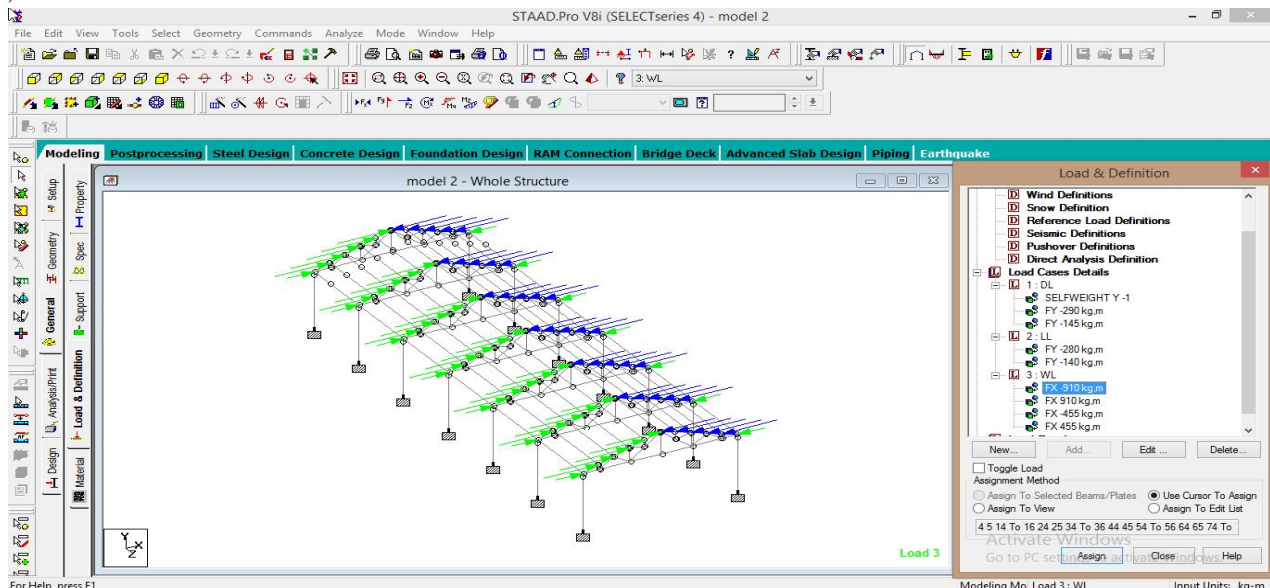 STAAD.Pro V8i (SELECTseries 4) - model 2
File Edit View Tools Select Geometry Commands Analyze Mode Window Help
3: WL
Modeling Postprocessing Steel Design Concrete Design Foundation Design RAM Connection Bridge Deck Advanced Slab Design Piping Earthquake
Setup
Geometry
General
Analysis/Print
Design
Property
Spec
Support
Load & Definition
Material
model 2 - Whole Structure
Y
X
Z
Load 3
Load & Definition
D Wind Definitions
D Snow Definition
D Reference Load Definitions
D Seismic Definitions
D Pushover Definitions
D Direct Analysis Definition
L Load Cases Details
L 1 : DL
SELFWEIGHT Y -1
FY -290 kg,m
FY -145 kg,m
L 2 : LL
FY -280 kg,m
FY -140 kg,m
L 3 : WL
FX -910 kg,m
FX 910 kg,m
FX -455 kg,m
FX 455 kg,m
New... Add... Edit ... Delete...
Toggle Load
Assignment Method
Assign To Selected Beams/Plates Use Cursor To Assign
Assign To View Assign To Edit List
4 5 14 To 16 24 25 34 To 36 44 45 54 To 56 64 65 74 To
Activate Windows
Go to PC settings to activate Windows.
Assign Close Help
For Help, press F1
Modeling Mo Load 3 : WL Input Units: kg-m